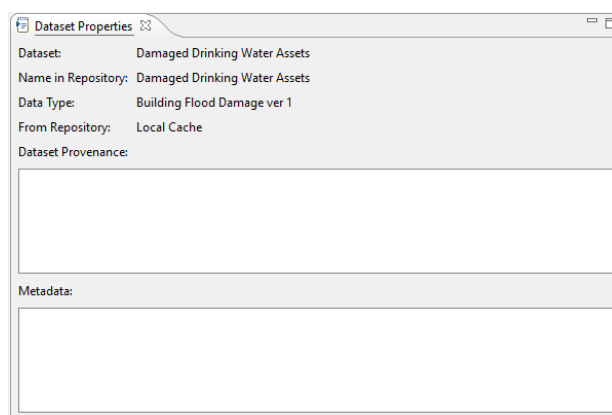 Dataset Properties
Dataset: Damaged Drinking Water Assets
Name in Repository: Damaged Drinking Water Assets
Data Type: Building Flood Damage ver 1
From Repository: Local Cache
Dataset Provenance:
Metadata: